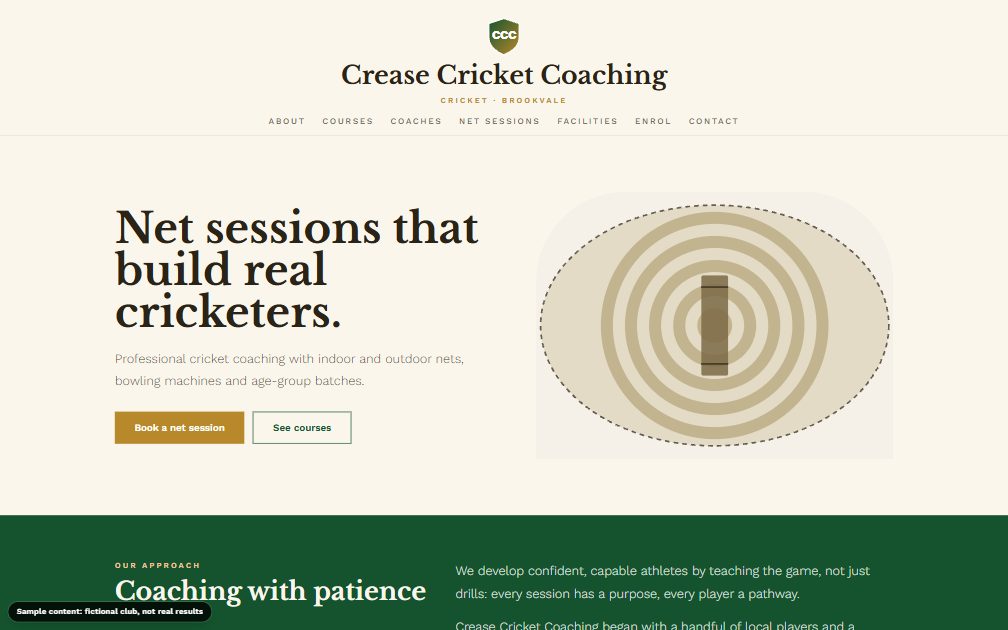 CCC
Crease Cricket Coaching
CRICKET · BROOKVALE
ABOUT COURSES COACHES NET SESSIONS FACILITIES ENROL CONTACT
Net sessions that
build real
cricketers.
Professional cricket coaching with indoor and outdoor nets,
bowling machines and age-group batches.
Book a net session See courses
OUR APPROACH
Coaching with patience
We develop confident, capable athletes by teaching the game, not just
drills: every session has a purpose, every player a pathway.
Crease Cricket Coaching began with a handful of local players and a
Sample content: fictional club, not real results